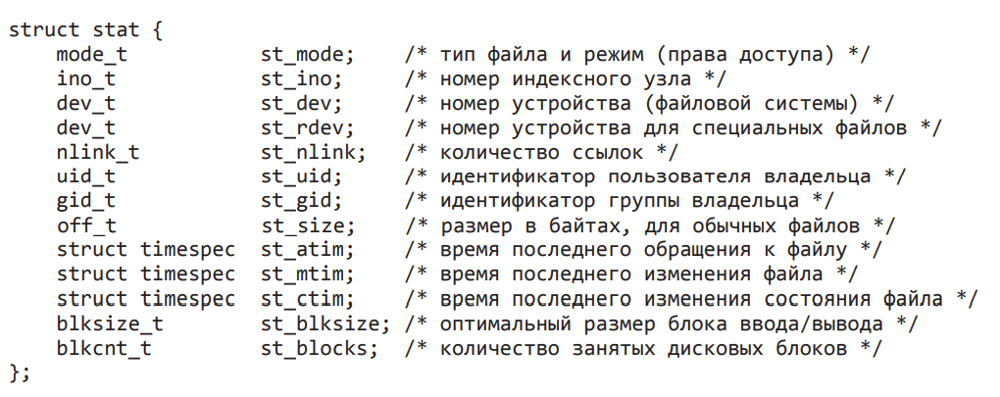 struct stat {
    mode_t           st_mode;    /* тип файла и режим (права доступа) */
    ino_t            st_ino;     /* номер индексного узла */
    dev_t            st_dev;     /* номер устройства (файловой системы) */
    dev_t            st_rdev;    /* номер устройства для специальных файлов */
    nlink_t          st_nlink;   /* количество ссылок */
    uid_t            st_uid;     /* идентификатор пользователя владельца */
    gid_t            st_gid;     /* идентификатор группы владельца */
    off_t            st_size;    /* размер в байтах, для обычных файлов */
    struct timespec  st_atim;    /* время последнего обращения к файлу */
    struct timespec  st_mtim;    /* время последнего изменения файла */
    struct timespec  st_ctim;    /* время последнего изменения состояния файла */
    blksize_t        st_blksize; /* оптимальный размер блока ввода/вывода */
    blkcnt_t         st_blocks;  /* количество занятых дисковых блоков */
};